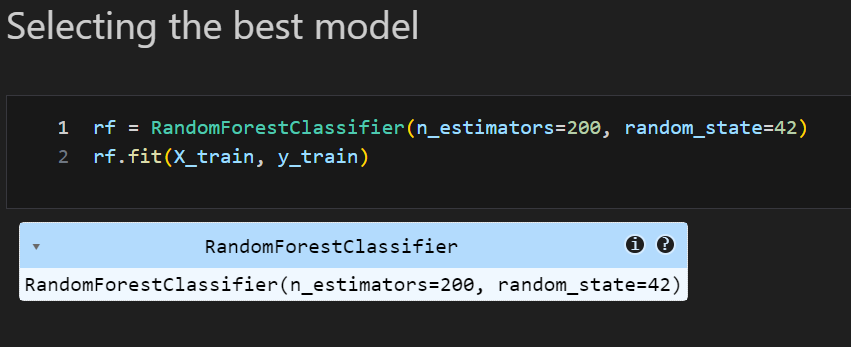 Selecting the best model
1 rf = RandomForestClassifier(n_estimators=200, random_state=42)
2 rf.fit(X_train, y_train)
▾ RandomForestClassifier i ?
RandomForestClassifier(n_estimators=200, random_state=42)